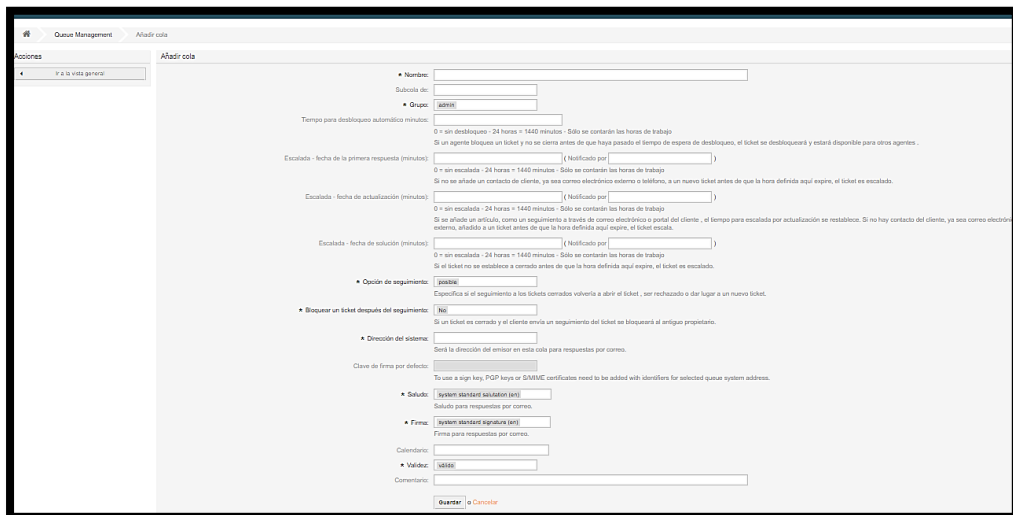 Queue Management Añadir cola
Acciones
Ir a la vista general
Añadir cola
★ Nombre:
Subcola de:
★ Grupo: admin
Tiempo para desbloqueo automático minutos:
0 = sin desbloqueo - 24 horas = 1440 minutos - Sólo se contarán las horas de trabajo
Si un agente bloquea un ticket y no se cierra antes de que haya pasado el tiempo de espera de desbloqueo, el ticket se desbloqueará y estará disponible para otros agentes .
Escalada - fecha de la primera respuesta (minutos): ( Notificado por )
0 = sin escalada - 24 horas = 1440 minutos - Sólo se contarán las horas de trabajo
Si no se añade un contacto de cliente, ya sea correo electrónico externo o teléfono, a un nuevo ticket antes de que la hora definida aquí expire, el ticket es escalado.
Escalada - fecha de actualización (minutos): ( Notificado por )
0 = sin escalada - 24 horas = 1440 minutos - Sólo se contarán las horas de trabajo
Si se añade un artículo, como un seguimiento a través de correo electrónico o portal del cliente , el tiempo para escalada por actualización se restablece. Si no hay contacto del cliente, ya sea correo electróni
externo, añadido a un ticket antes de que la hora definida aquí expire, el ticket escala.
Escalada - fecha de solución (minutos): ( Notificado por )
0 = sin escalada - 24 horas = 1440 minutos - Sólo se contarán las horas de trabajo
Si el ticket no se establece a cerrado antes de que la hora definida aquí expire, el ticket es escalado.
★ Opción de seguimiento: posible
Especifica si el seguimiento a los tickets cerrados volvería a abrir el ticket , ser rechazado o dar lugar a un nuevo ticket.
★ Bloquear un ticket después del seguimiento: No
Si un ticket es cerrado y el cliente envía un seguimiento del ticket se bloqueará al antiguo propietario.
★ Dirección del sistema:
Será la dirección del emisor en esta cola para respuestas por correo.
Clave de firma por defecto:
To use a sign key, PGP keys or S/MIME certificates need to be added with identifiers for selected queue system address.
★ Saludo: system standard salutation (en)
Saludo para respuestas por correo.
★ Firma: system standard signature (en)
Firma para respuestas por correo.
Calendario:
★ Validez: válido
Comentario:
Guardar o Cancelar